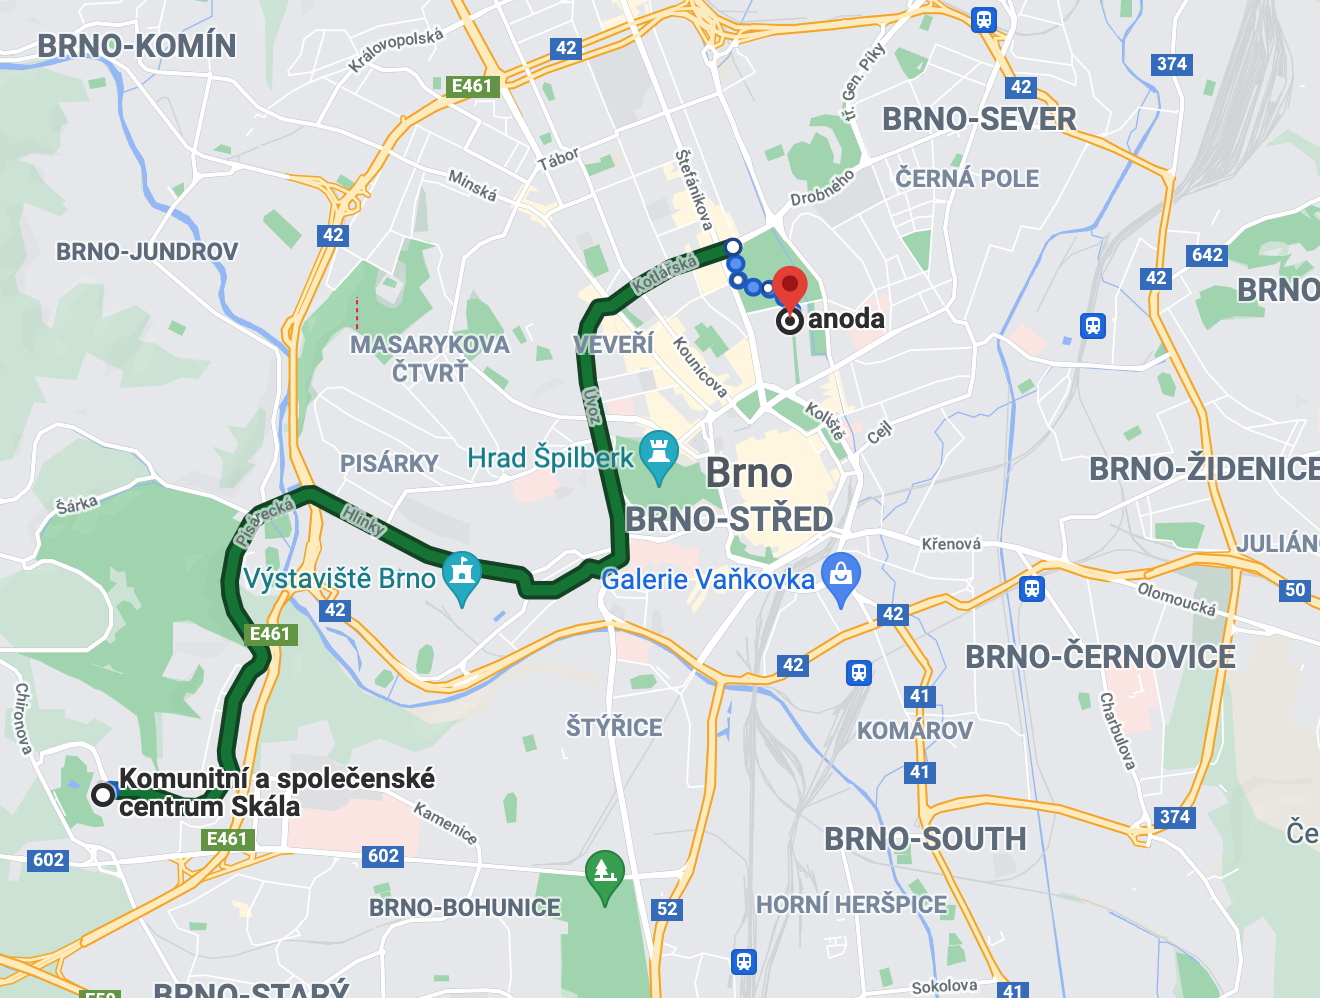 BRNO-KOMÍN
Královopolská
42
E461
tř. Gen. Píky
374
42
BRNO-SEVER
Tábor
Štefánikova
Minská
Drobného
ČERNÁ POLE
42
BRNO-JUNDROV
642
42
Kotlářská
BRNO
anoda
MASARYKOVA
ČTVRŤ
VEVEŘÍ
Kounicova
Úvoz
Koliště
Cejl
PISÁRKY
Hrad Špilberk
Brno
BRNO-ŽIDENICE
Šárka
Pisárecká
Hlinky
BRNO-STŘED
Křenová
JULIÁN
Výstaviště Brno
Galerie Vaňkovka
50
Olomoucká
42
42
E461
BRNO-ČERNOVICE
42
41
Chironova
ŠTÝŘICE
KOMÁROV
Charbulova
41
Komunitní a společenské
centrum Skála
Kamenice
374
E461
BRNO-SOUTH
Če
602
602
BRNO-BOHUNICE
52
HORNÍ HERŠPICE
BRNO-STARÝ
Sokolova
41